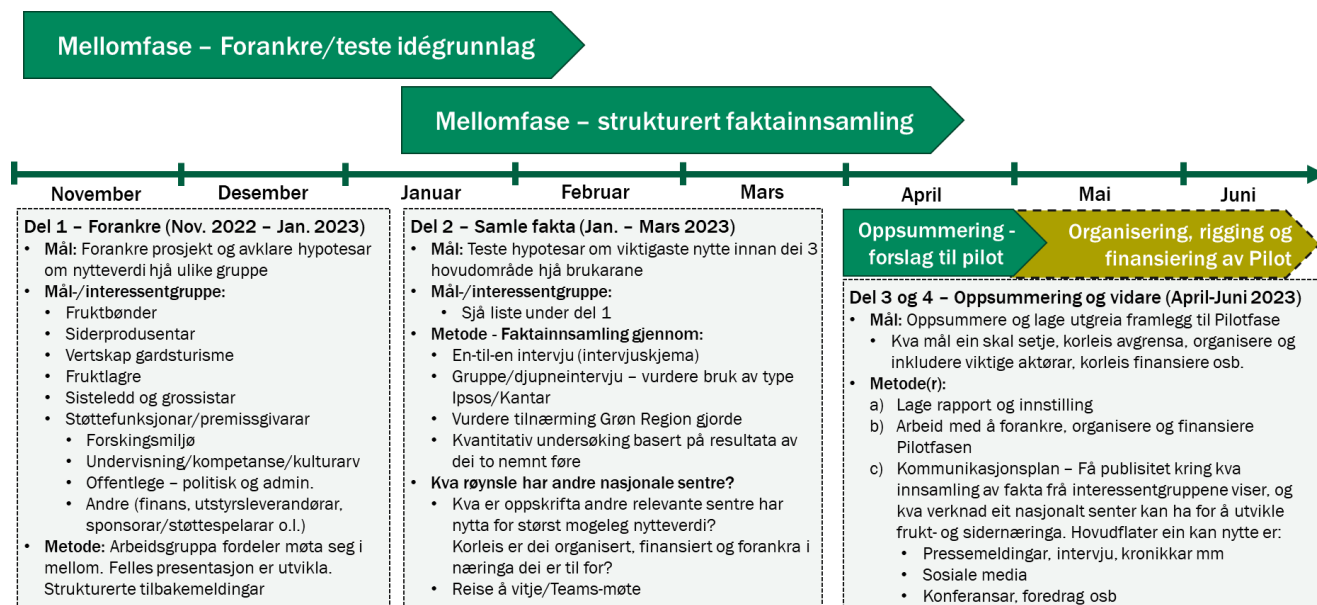 Mellomfase – Forankre/teste idégrunnlag
Mellomfase – strukturert faktainnsamling
November
Desember
Januar
Februar
Mars
April
Mai
Juni
Del 1 – Forankre (Nov. 2022 – Jan. 2023)
• Mål: Forankre prosjekt og avklare hypotesar
om nytteverdi hjå ulike gruppe
• Mål-/interessentgruppe:
• Fruktbønder
• Siderprodusentar
• Vertskap gardsturisme
• Fruktlagre
• Sisteledd og grossistar
• Støttefunksjonar/premissgivarar
• Forskingsmiljø
• Undervisning/kompetanse/kulturarv
• Offentlege – politisk og admin.
• Andre (finans, utstyrsleverandørar,
sponsorar/støttespelarar o.l.)
• Metode: Arbeidsgruppa fordeler møta seg i
mellom. Felles presentasjon er utvikla.
Strukturerte tilbakemeldingar
Del 2 – Samle fakta (Jan. – Mars 2023)
• Mål: Teste hypotesar om viktigaste nytte innan dei 3
hovudområde hjå brukarane
• Mål-/interessentgruppe:
• Sjå liste under del 1
• Metode - Faktainnsamling gjennom:
• En-til-en intervju (intervjuskjema)
• Gruppe/djupneintervju – vurdere bruk av type
Ipsos/Kantar
• Vurdere tilnærming Grøn Region gjorde
• Kvantitativ undersøking basert på resultata av
dei to nemnt føre
• Kva røynsle har andre nasjonale sentre?
• Kva er oppskrifta andre relevante sentre har
nytta for størst mogeleg nytteverdi?
Korleis er dei organisert, finansiert og forankra i
næringa dei er til for?
• Reise å vitje/Teams-møte
Oppsummering -
forslag til pilot
Organisering, rigging og
finansiering av Pilot
Del 3 og 4 – Oppsummering og vidare (April-Juni 2023)
• Mål: Oppsummere og lage utgreia framlegg til Pilotfase
• Kva mål ein skal setje, korleis avgrensa, organisere og
inkludere viktige aktørar, korleis finansiere osb.
• Metode(r):
a) Lage rapport og innstilling
b) Arbeid med å forankre, organisere og finansiere
Pilotfasen
c) Kommunikasjonsplan – Få publisitet kring kva
innsamling av fakta frå interessentgruppene viser, og
kva verknad eit nasjonalt senter kan ha for å utvikle
frukt- og sidernæringa. Hovudflater ein kan nytte er:
• Pressemeldingar, intervju, kronikkar mm
• Sosiale media
• Konferansar, foredrag osb